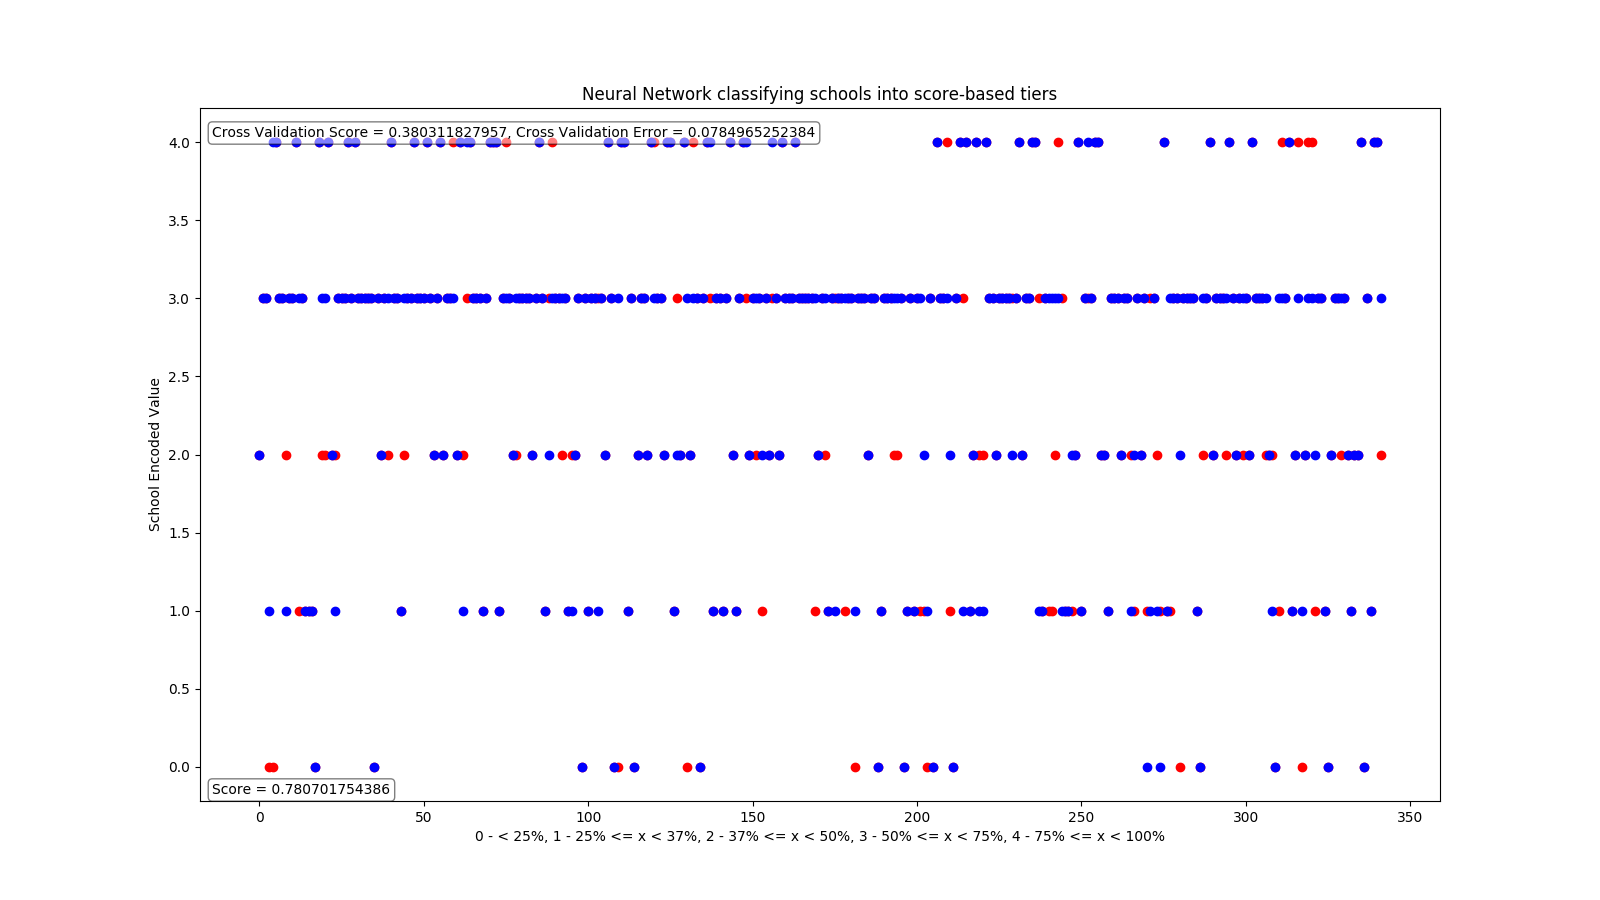 Neural Network classifying schools into score-based tiers
Cross Validation Score = 0.380311827957, Cross Validation Error = 0.0784965252384
4.0
3.5
3.0
2.5
2.0
1.5
1.0
0.5
0.0
School Encoded Value
Score = 0.780701754386
0 50 100 150 200 250 300 350
0 - < 25%, 1 - 25% <= x < 37%, 2 - 37% <= x < 50%, 3 - 50% <= x < 75%, 4 - 75% <= x < 100%